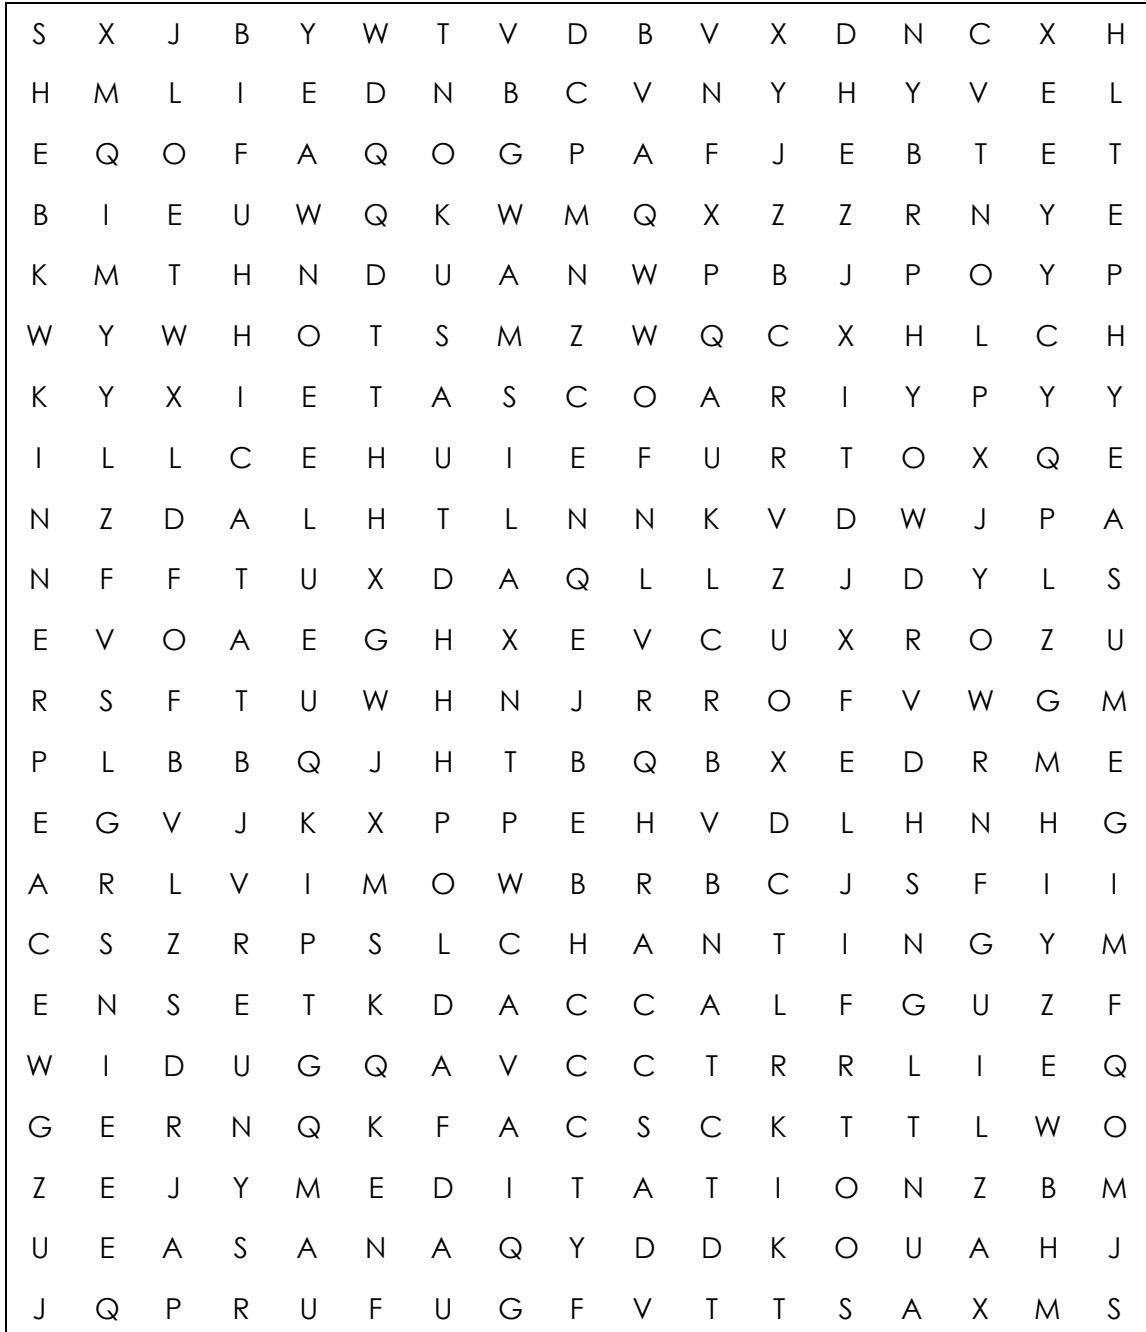 S X J B Y W T V D B V X D N C X H
H M L I E D N B C V N Y H Y V E L
E Q O F A Q O G P A F J E B T E T
B I E U W Q K W M Q X Z Z R N Y E
K M T H N D U A N W P B J P O Y P
W Y W H O T S M Z W Q C X H L C H
K Y X I E T A S C O A R I Y P Y Y
I L L C E H U I E F U R T O X Q E
N Z D A L H T L N N K V D W J P A
N F F T U X D A Q L L Z J D Y L S
E V O A E G H X E V C U X R O Z U
R S F T U W H N J R R O F V W G M
P L B B Q J H T B Q B X E D R M E
E G V J K X P P E H V D L H N H G
A R L V I M O W B R B C J S F I I
C S Z R P S L C H A N T I N G Y M
E N S E T K D A C C A L F G U Z F
W I D U G Q A V C C T R R L I E Q
G E R N Q K F A C S C K T T L W O
Z E J Y M E D I T A T I O N Z B M
U E A S A N A Q Y D D K O U A H J
J Q P R U F U G F V T T S A X M S